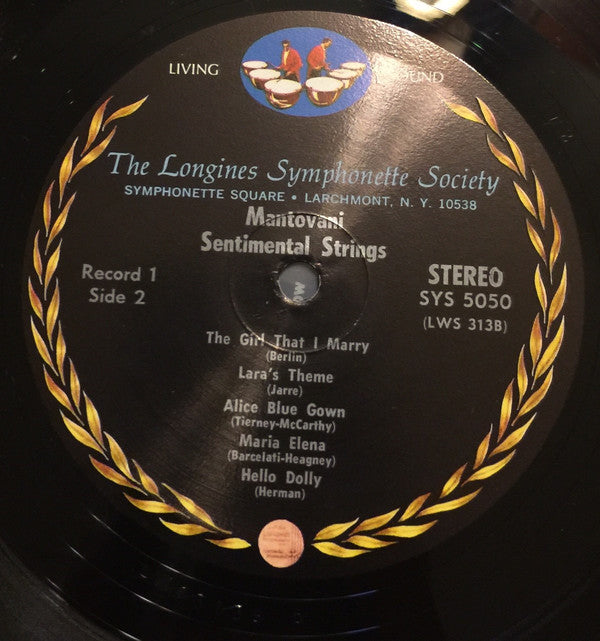 LIVING SOUND
The Longines Symphonette Society
SYMPHONETTE SQUARE • LARCHMONT, N. Y. 10538
Mantovani
Sentimental Strings
Record 1
Side 2
STEREO
SYS 5050
(LWS 313B)
The Girl That I Marry
(Berlin)
Lara's Theme
(Jarre)
Alice Blue Gown
(Tierney-McCarthy)
Maria Elena
(Barcelati-Heagney)
Hello Dolly
(Herman)